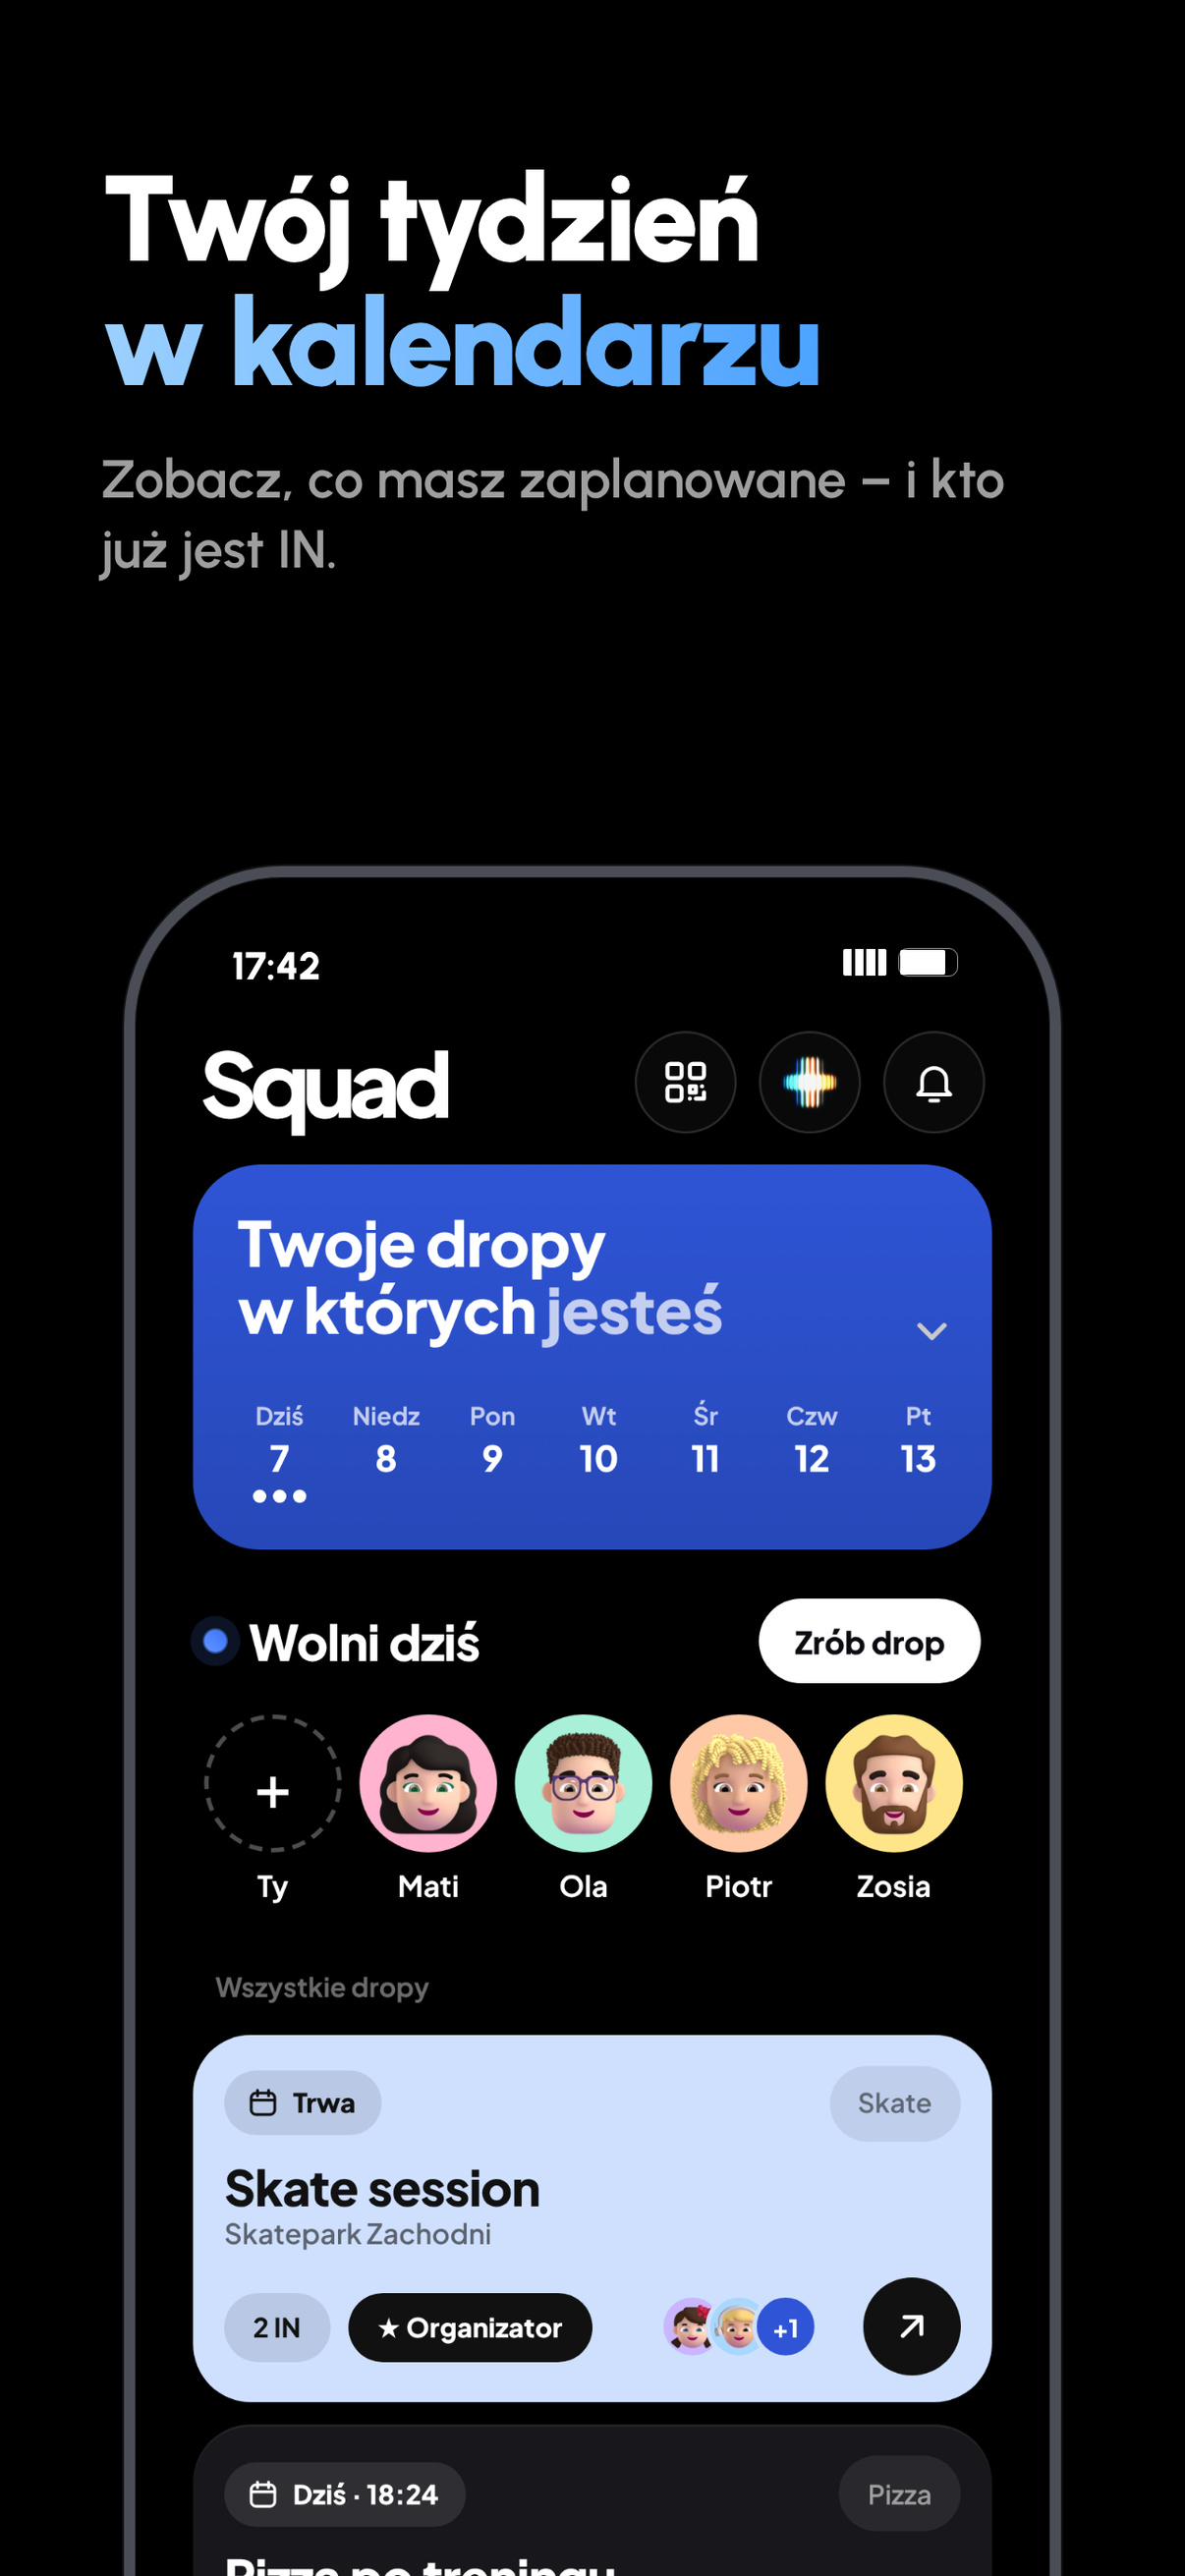 Twój tydzień
w kalendarzu
Zobacz, co masz zaplanowane – i kto
już jest IN.
17:42
Squad
Twoje dropy
w których jesteś
Dziś Niedz Pon Wt Śr Czw Pt
7 8 9 10 11 12 13
Wolni dziś
Zrób drop
Ty Mati Ola Piotr Zosia
Wszystkie dropy
Trwa Skate
Skate session
Skatepark Zachodni
2 IN ★ Organizator +1
Dziś · 18:24 Pizza
Pizza po treningu